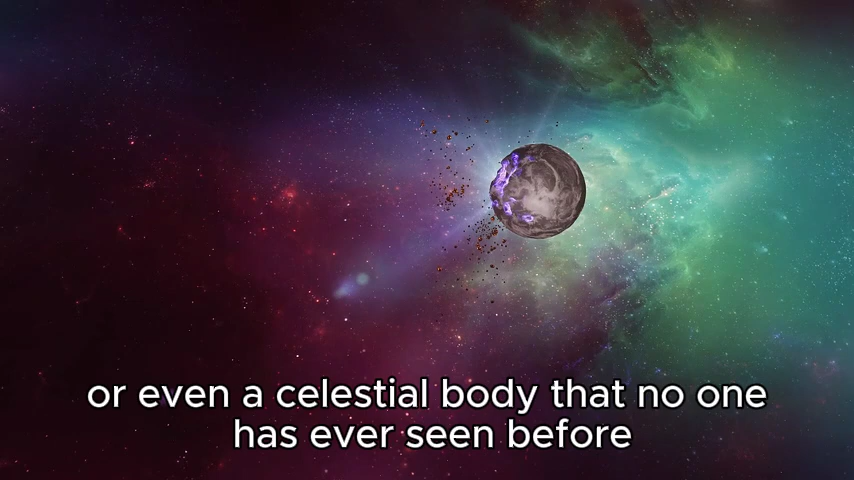 or even a celestial body that no one
has ever seen before